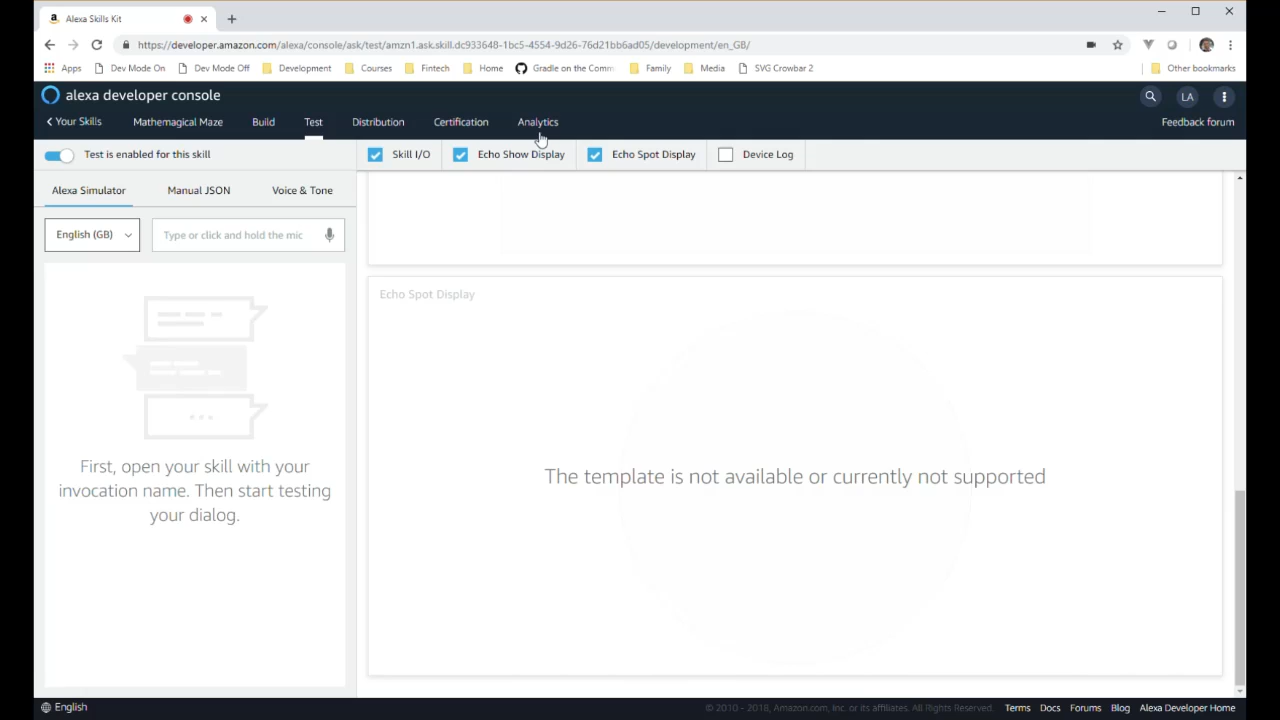 Alexa Skills Kit
https://developer.amazon.com/alexa/console/ask/test/amzn1.ask.skill.dc933648-1bc5-4554-9d26-76d21bb6ad05/development/en_GB/
Apps Dev Mode On Dev Mode Off Development Courses Fintech Home Gradle on the Comm Family Media SVG Crowbar 2 Other bookmarks
alexa developer console LA
Your Skills Mathemagical Maze Build Test Distribution Certification Analytics Feedback forum
Test is enabled for this skill Skill I/O Echo Show Display Echo Spot Display Device Log
Alexa Simulator Manual JSON Voice & Tone
English (GB) Type or click and hold the mic
Echo Spot Display
First, open your skill with your
invocation name. Then start testing
your dialog.
The template is not available or currently not supported
English © 2010 - 2018, Amazon.com, Inc. or its affiliates. All Rights Reserved. Terms Docs Forums Blog Alexa Developer Home